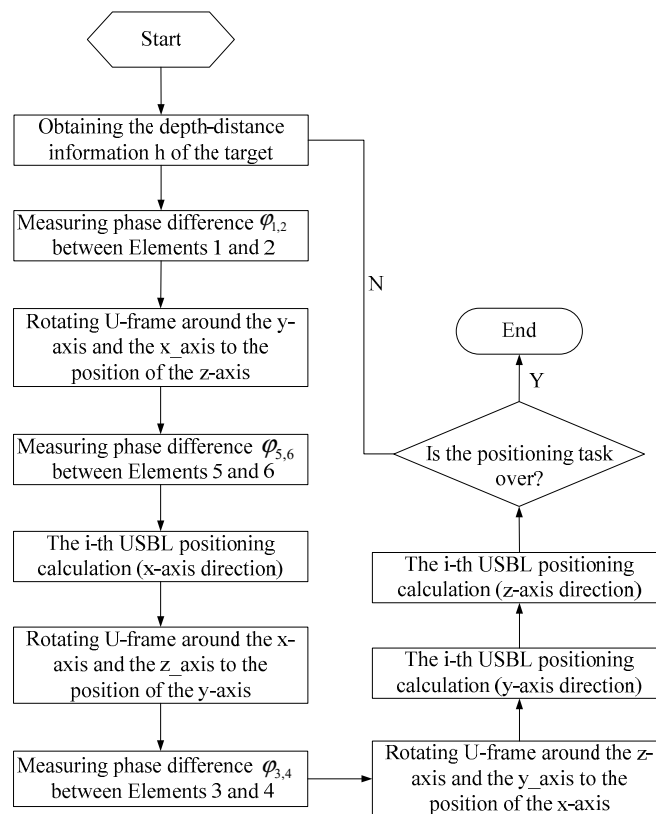 Start
Obtaining the depth-distance
information h of the target
Measuring phase difference φ1,2
between Elements 1 and 2
Rotating U-frame around the y-
axis and the x_axis to the
position of the z-axis
Measuring phase difference φ5,6
between Elements 5 and 6
The i-th USBL positioning
calculation (x-axis direction)
Rotating U-frame around the x-
axis and the z_axis to the
position of the y-axis
Measuring phase difference φ3,4
between Elements 3 and 4
Rotating U-frame around the z-
axis and the y_axis to the
position of the x-axis
The i-th USBL positioning
calculation (y-axis direction)
The i-th USBL positioning
calculation (z-axis direction)
Is the positioning task
over?
N
Y
End